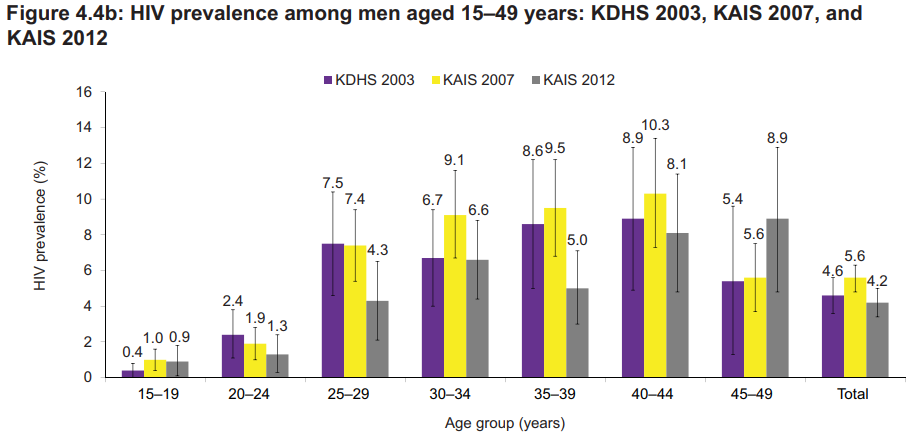 Figure 4.4b: HIV prevalence among men aged 15–49 years: KDHS 2003, KAIS 2007, and
KAIS 2012
KDHS 2003 KAIS 2007 KAIS 2012
HIV prevalence (%)
16
14
12
10
8
6
4
2
0
0.4 1.0 0.9
2.4 1.9 1.3
7.5 7.4 4.3
6.7 9.1 6.6
8.6 9.5 5.0
8.9 10.3 8.1
5.4 5.6 8.9
4.6 5.6 4.2
15–19 20–24 25–29 30–34 35–39 40–44 45–49 Total
Age group (years)